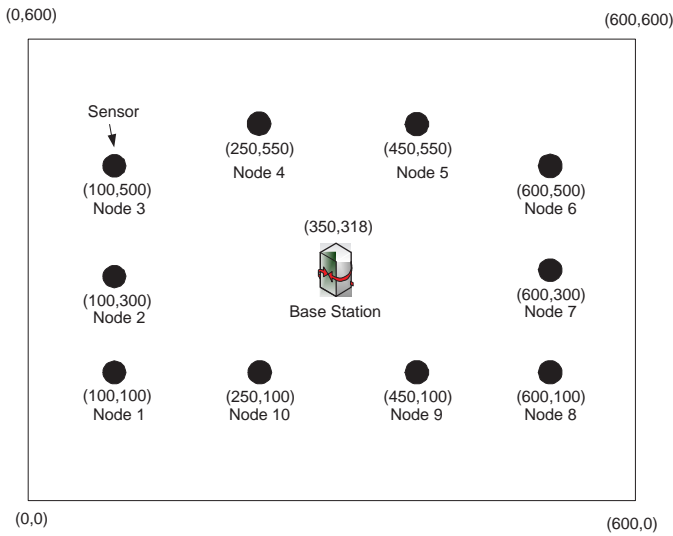 (0,600)
(600,600)
Sensor
(250,550)
Node 4
(450,550)
Node 5
(100,500)
Node 3
(600,500)
Node 6
(350,318)
Base Station
(100,300)
Node 2
(600,300)
Node 7
(100,100)
Node 1
(250,100)
Node 10
(450,100)
Node 9
(600,100)
Node 8
(0,0)
(600,0)